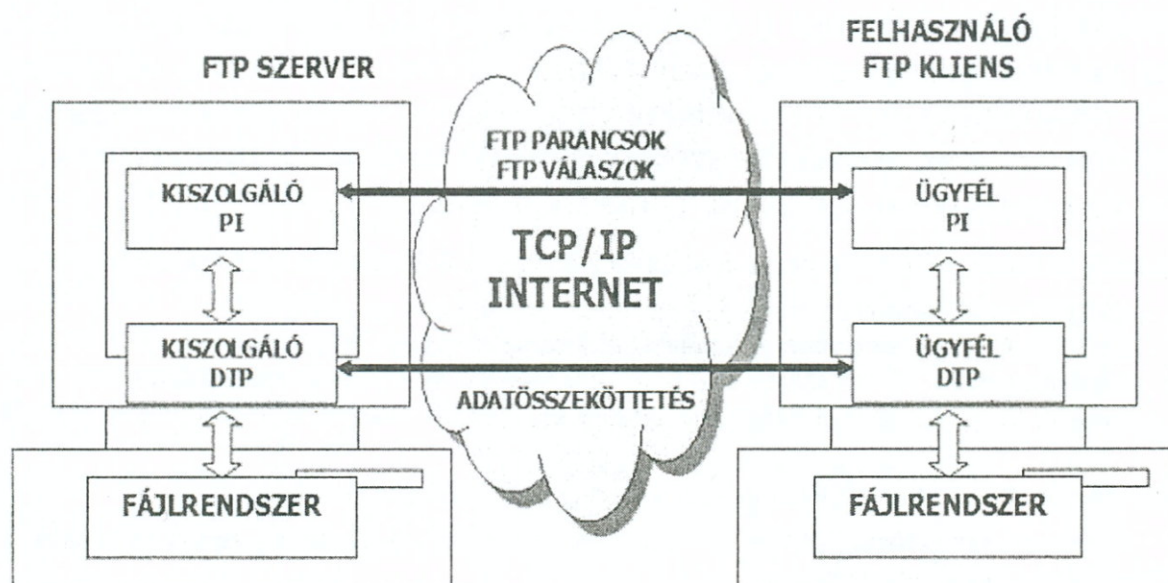 FTP SZERVER
FELHASZNÁLÓ
FTP KLIENS
FTP PARANCSOK
FTP VÁLASZOK
KISZOLGÁLÓ
PI
ÜGYFÉL
PI
TCP/IP
INTERNET
KISZOLGÁLÓ
DTP
ÜGYFÉL
DTP
ADATÖSSZEKÖTTETÉS
FÁJLRENDSZER
FÁJLRENDSZER